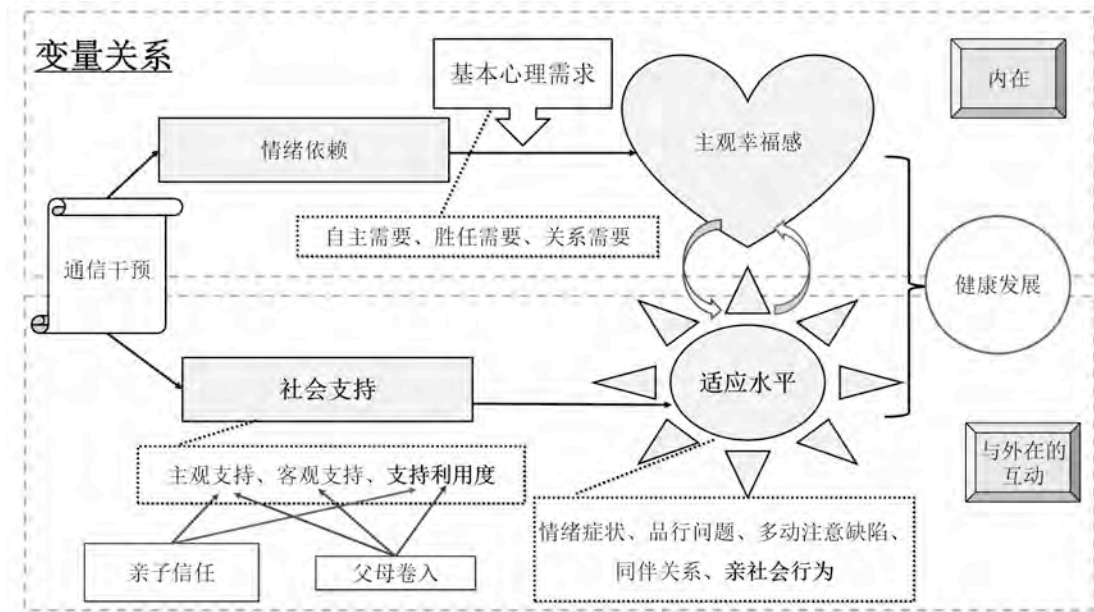 变量关系
基本心理需求
内在
情绪依赖
主观幸福感
自主需要、胜任需要、关系需要
通信干预
健康发展
社会支持
适应水平
主观支持、客观支持、支持利用度
与外在的
互动
情绪症状、品行问题、多动注意缺陷、
同伴关系、亲社会行为
亲子信任
父母卷入